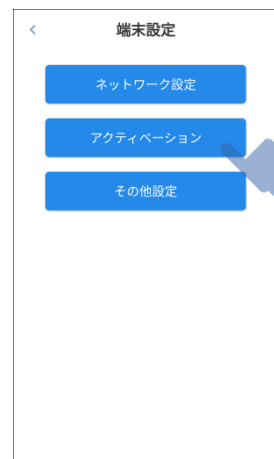 端末設定
ネットワーク設定
アクティベーション
その他設定